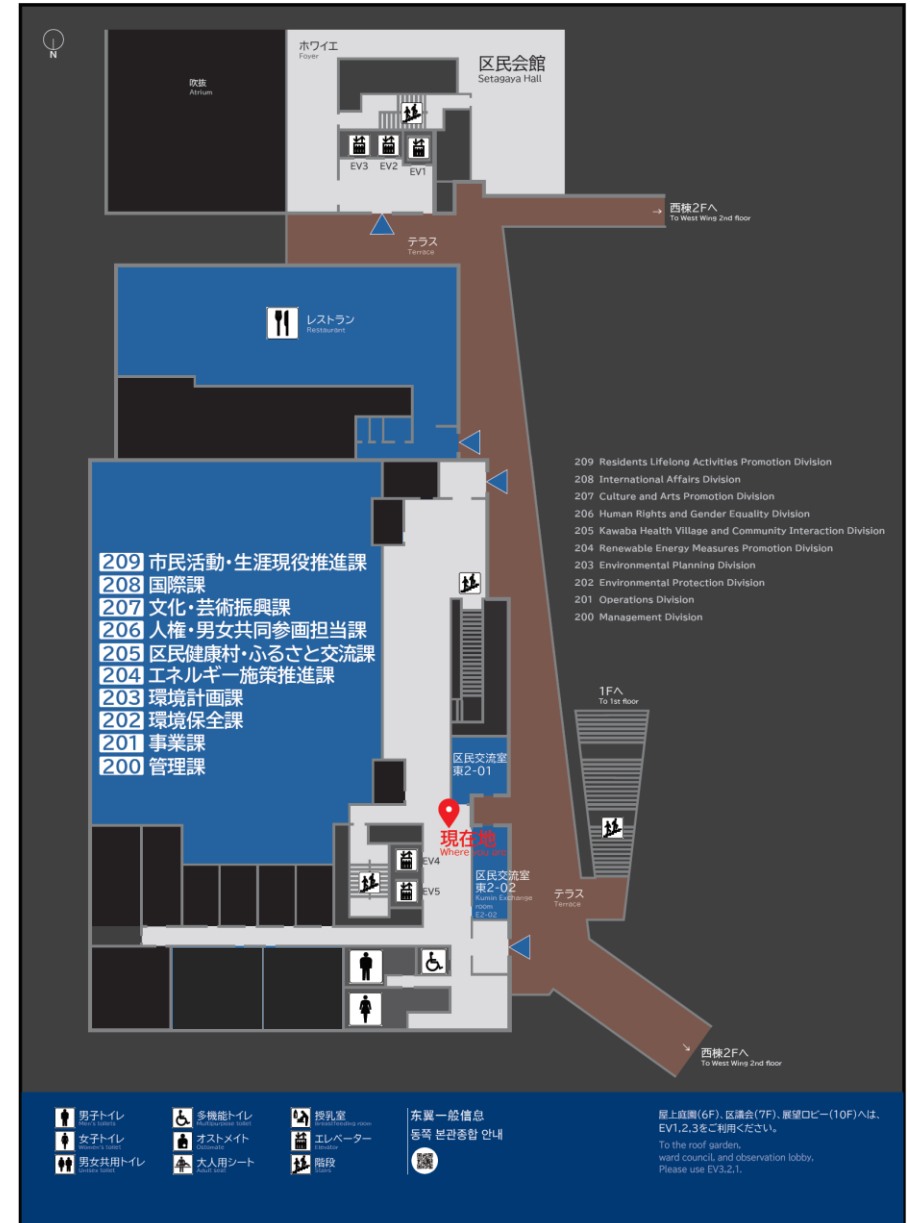 N
吹抜
Atrium
ホワイエ
Foyer
区民会館
Setagaya Hall
EV3
EV2
EV1
→ 西棟2Fへ
To West Wing 2nd floor
テラス
Terrace
レストラン
Restaurant
209 Residents Lifelong Activities Promotion Division
208 International Affairs Division
207 Culture and Arts Promotion Division
206 Human Rights and Gender Equality Division
205 Kawaba Health Village and Community Interaction Division
204 Renewable Energy Measures Promotion Division
203 Environmental Planning Division
202 Environmental Protection Division
201 Operations Division
200 Management Division
209 市民活動・生涯現役推進課
208 国際課
207 文化・芸術振興課
206 人権・男女共同参画担当課
205 区民健康村・ふるさと交流課
204 エネルギー施策推進課
203 環境計画課
202 環境保全課
201 事業課
200 管理課
1Fへ
To 1st floor
区民交流室
東2-01
現在地
Where you are
EV4
EV5
区民交流室
東2-02
Kumin Exchange
room
E2-02
テラス
Terrace
西棟2Fへ
To West Wing 2nd floor
男子トイレ
Men's toilets
女子トイレ
Women's toilet
男女共用トイレ
Unisex toilet
多機能トイレ
Multipurpose toilet
オストメイト
Ostomate
大人用シート
Adult seat
授乳室
Breastfeeding room
エレベーター
Elevator
階段
Stairs
东翼一般信息
동쪽 본관종합 안내
屋上庭園(6F)、区議会(7F)、展望ロビー(10F)へは、
EV1,2,3をご利用ください。
To the roof garden,
ward council, and observation lobby,
Please use EV3,2,1.